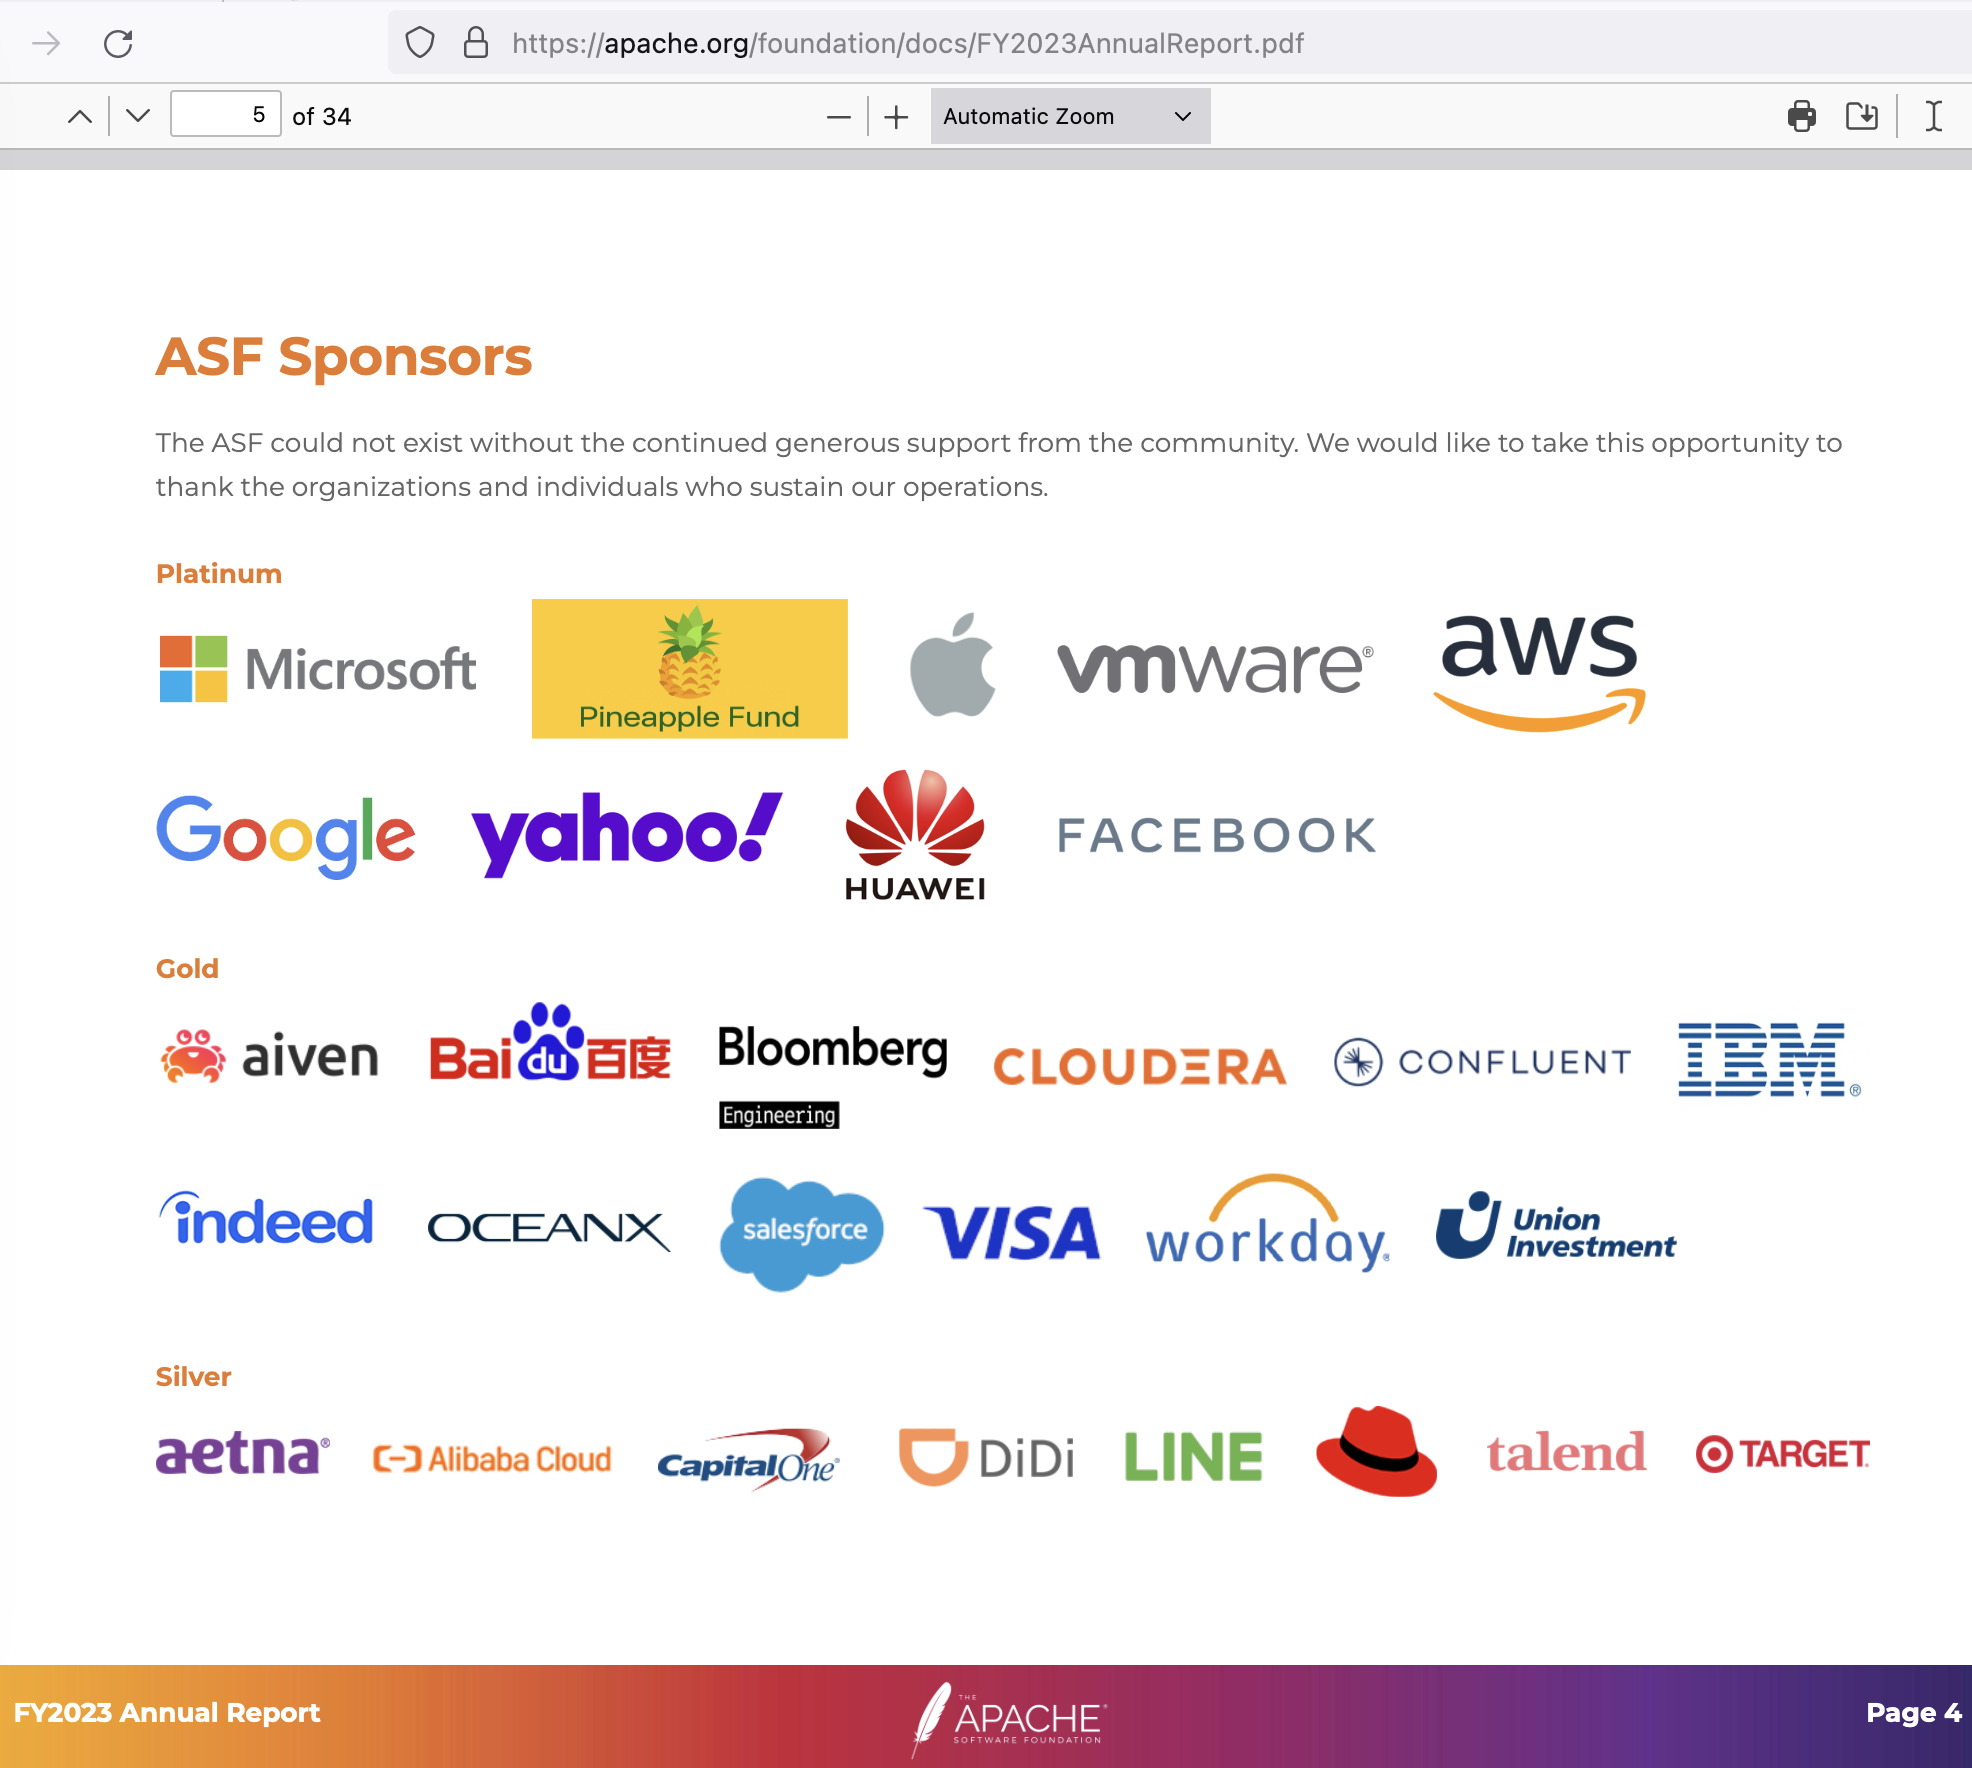 https://apache.org/foundation/docs/FY2023AnnualReport.pdf
5 of 34
Automatic Zoom
ASF Sponsors
The ASF could not exist without the continued generous support from the community. We would like to take this opportunity to
thank the organizations and individuals who sustain our operations.
Platinum
Microsoft
Pineapple Fund
vmware®
aws
Google
yahoo!
HUAWEI
FACEBOOK
Gold
aiven
Baidu百度
Bloomberg
Engineering
CLOUDERA
CONFLUENT
IBM®
indeed
OCEANX
salesforce
VISA
workday®
Union
Investment
Silver
aetna®
Alibaba Cloud
CapitalOne®
DiDi
LINE
talend
TARGET
FY2023 Annual Report
THE
APACHE®
SOFTWARE FOUNDATION
Page 4